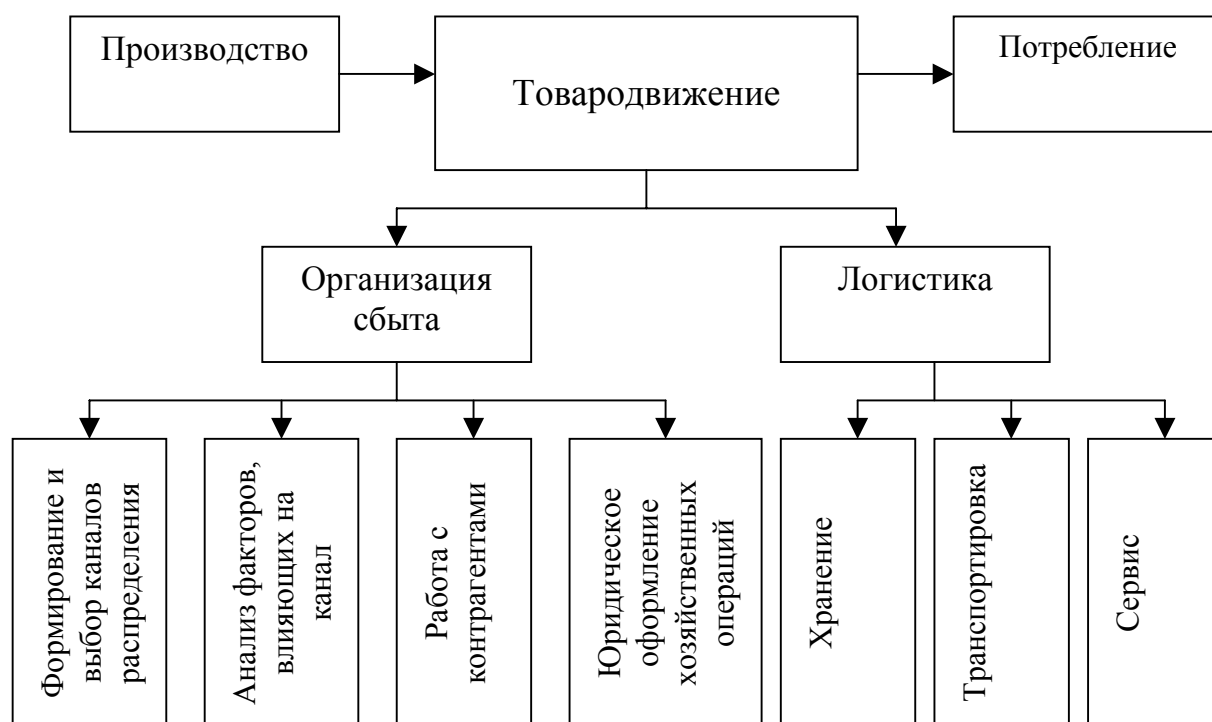 Производство
Товародвижение
Потребление
Организация
сбыта
Логистика
Формирование и
выбор каналов
распределения
Анализ факторов,
влияющих на
канал
Работа с
контрагентами
Юридическое
оформление
хозяйственных
операций
Хранение
Транспортировка
Сервис